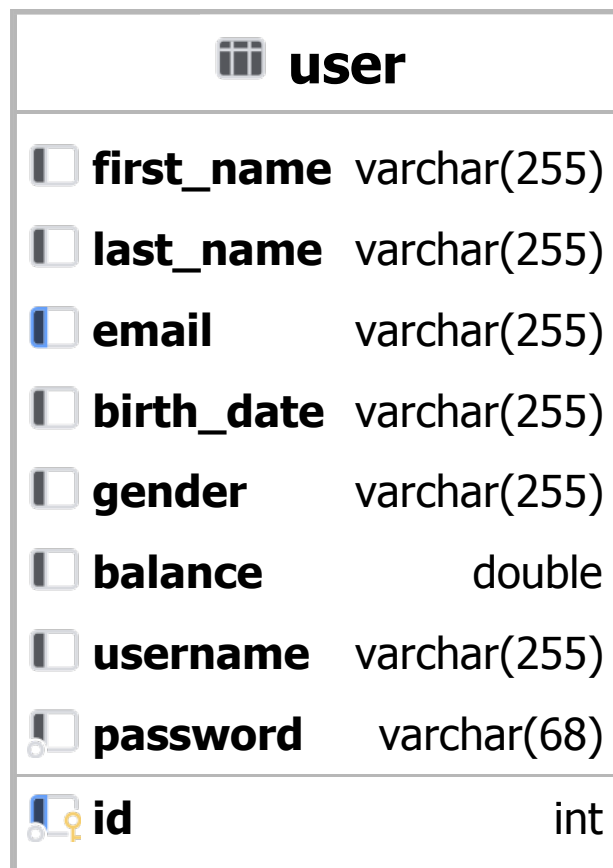 user
first_name varchar(255)
last_name varchar(255)
email varchar(255)
birth_date varchar(255)
gender varchar(255)
balance double
username varchar(255)
password varchar(68)
id int